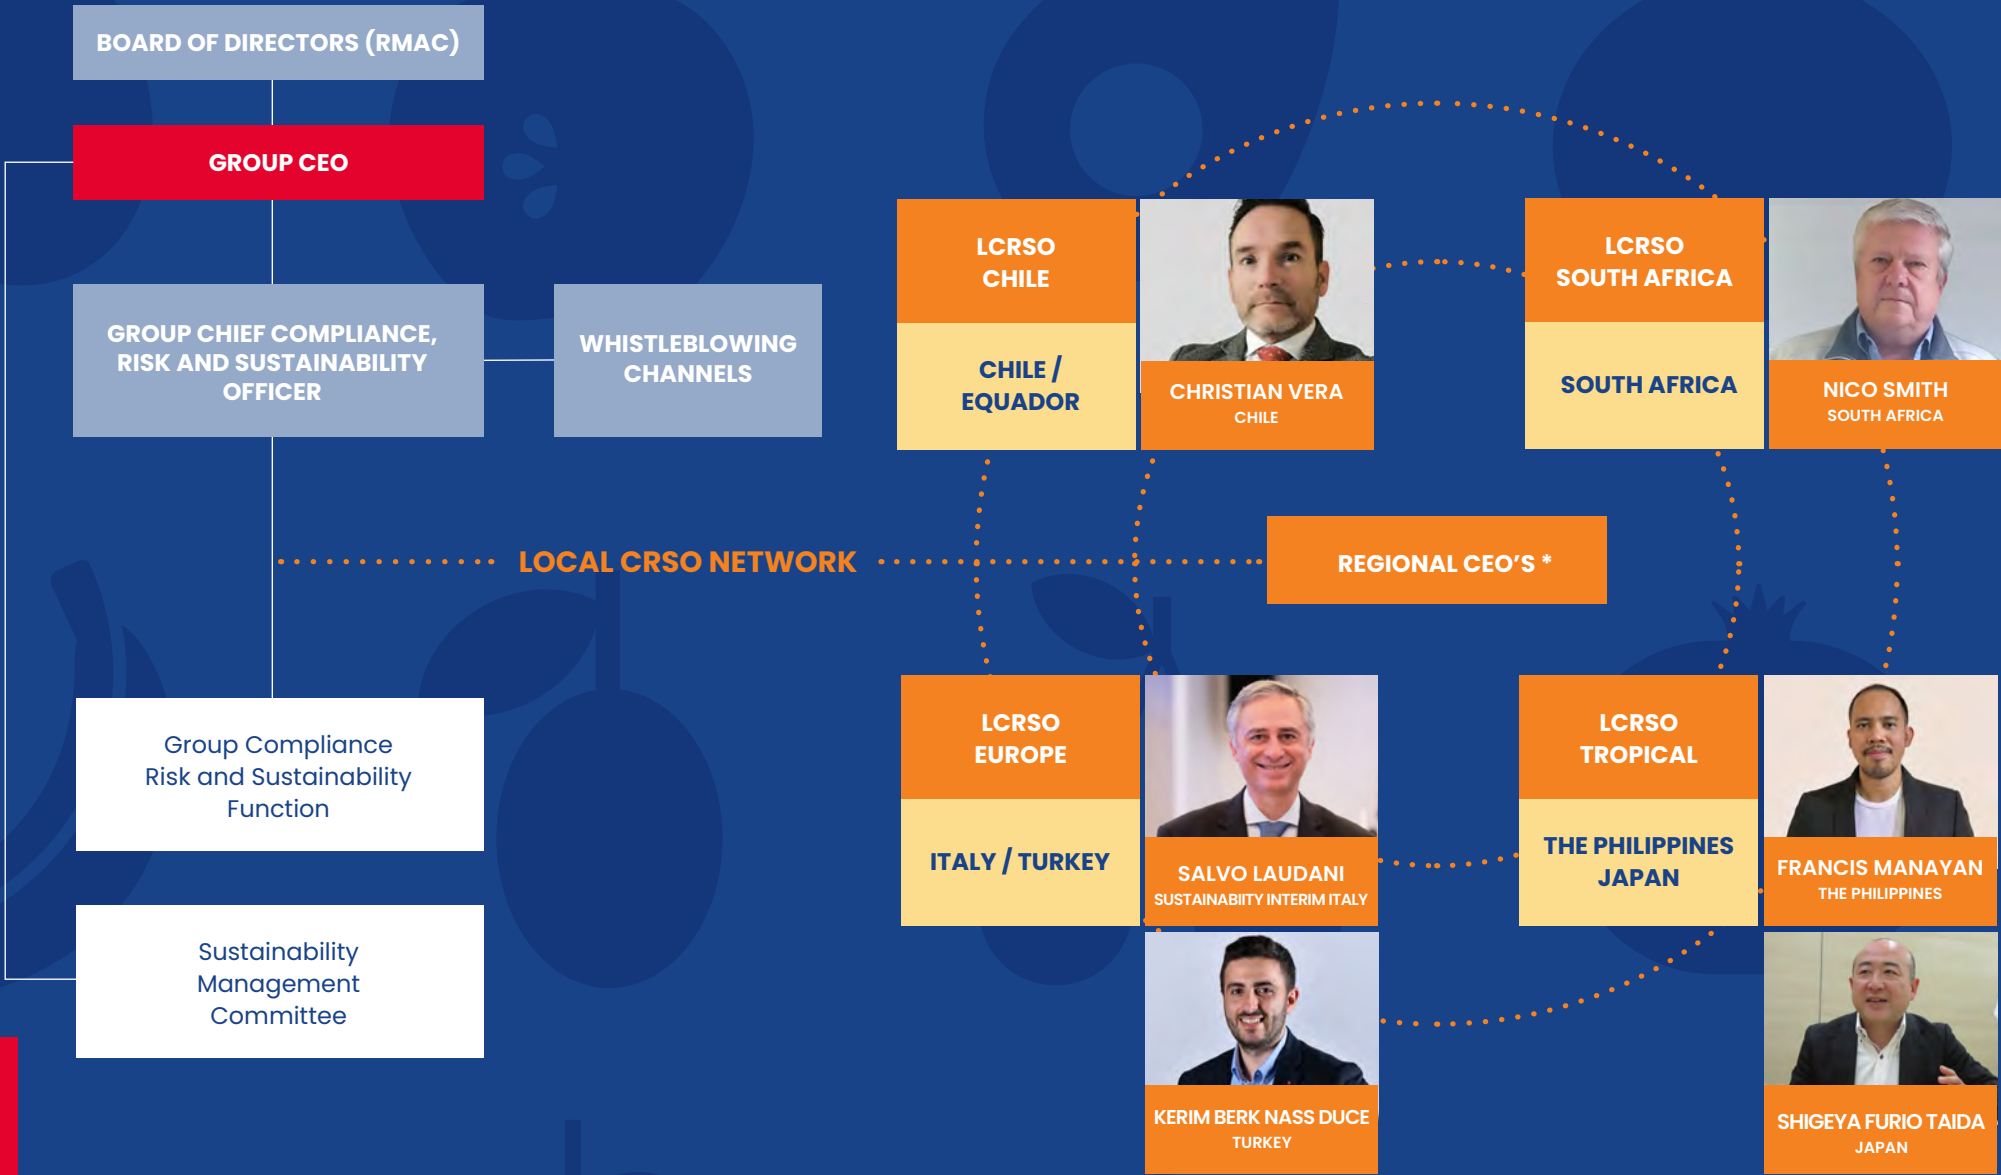 BOARD OF DIRECTORS (RMAC)
GROUP CEO
GROUP CHIEF COMPLIANCE,
RISK AND SUSTAINABILITY
OFFICER
WHISTLEBLOWING
CHANNELS
Group Compliance
Risk and Sustainability
Function
Sustainability
Management
Committee
LOCAL CRSO NETWORK
REGIONAL CEO'S *
LCRSO
CHILE
CHILE /
EQUADOR
CHRISTIAN VERA
CHILE
LCRSO
SOUTH AFRICA
SOUTH AFRICA
NICO SMITH
SOUTH AFRICA
LCRSO
EUROPE
ITALY / TURKEY
SALVO LAUDANI
SUSTAINABIITY INTERIM ITALY
KERIM BERK NASS DUCE
TURKEY
LCRSO
TROPICAL
THE PHILIPPINES
JAPAN
FRANCIS MANAYAN
THE PHILIPPINES
SHIGEYA FURIO TAIDA
JAPAN